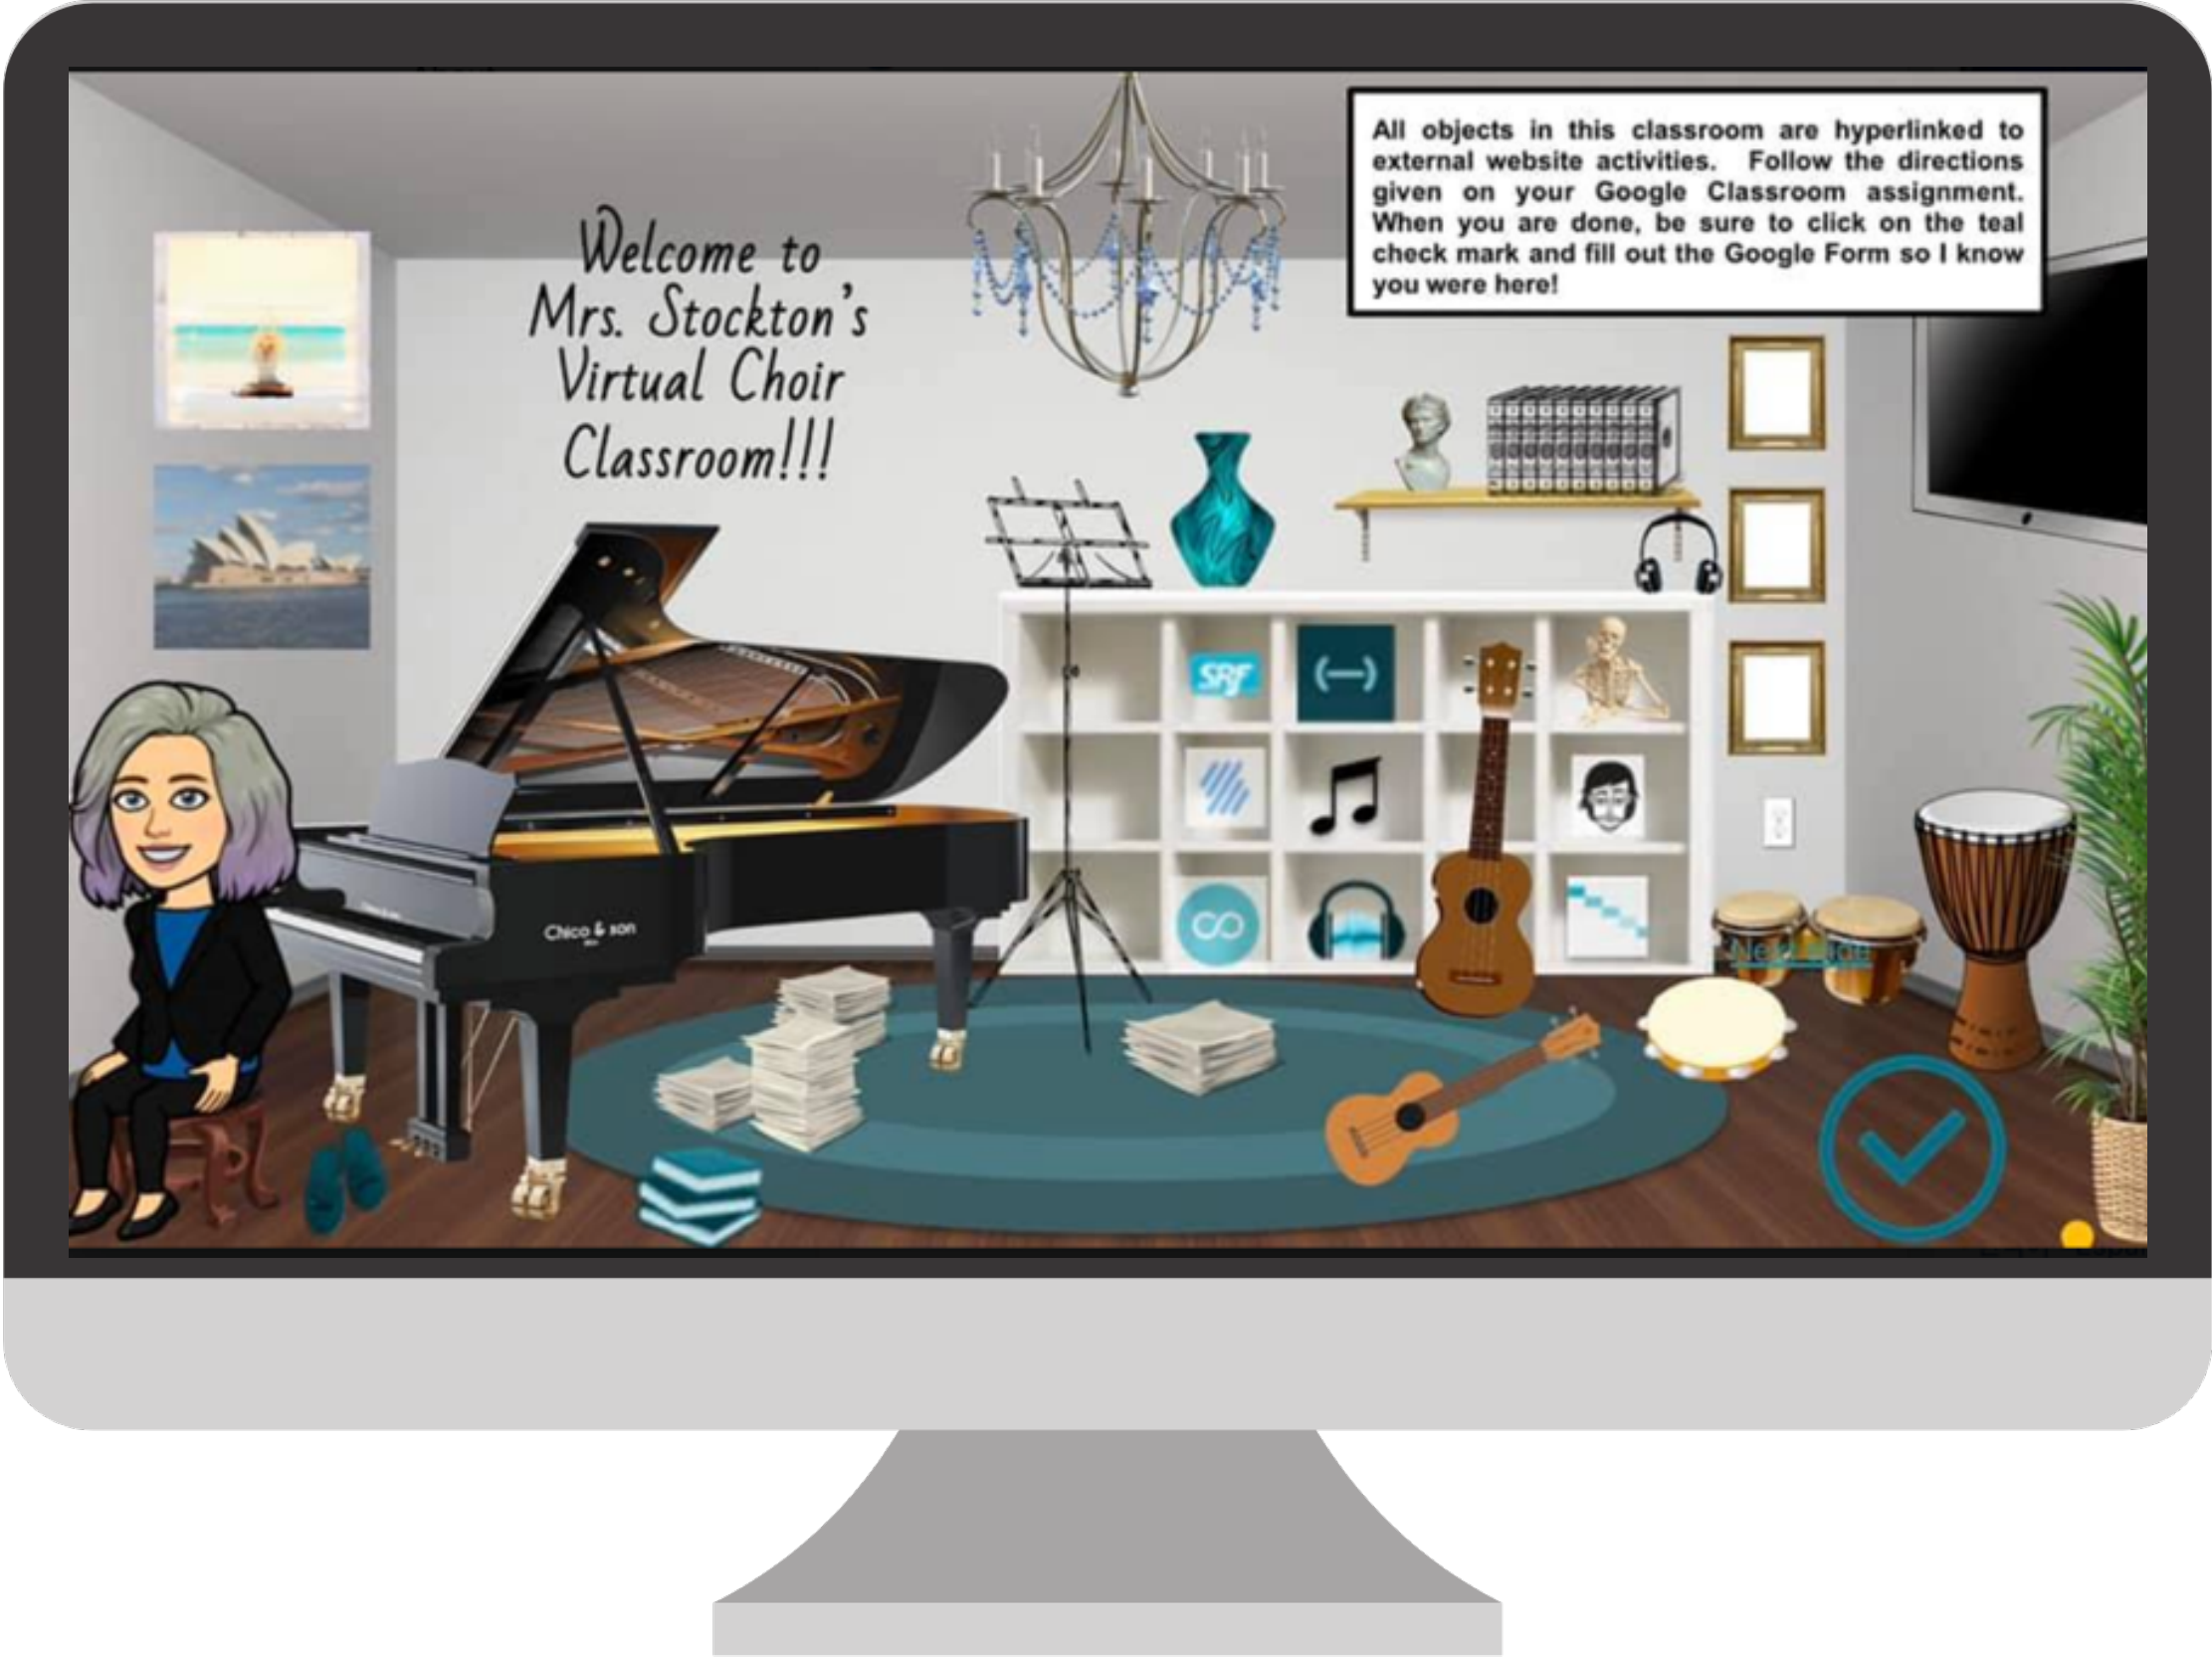 Welcome to
Mrs. Stockton's
Virtual Choir
Classroom!!!
All objects in this classroom are hyperlinked to
external website activities. Follow the directions
given on your Google Classroom assignment.
When you are done, be sure to click on the teal
check mark and fill out the Google Form so I know
you were here!
SRF
Chico & son
Next slide